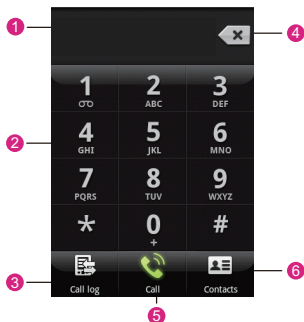 1
4
1 2 3
ABC DEF
2
4 5 6
GHI JKL MNO
7 8 9
PQRS TUV WXYZ
* 0 #
+
3
6
Call log Call Contacts
5